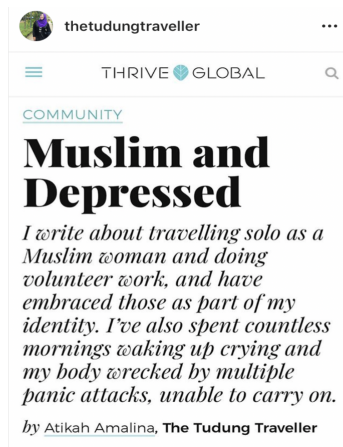 thetudungtraveller
THRIVE GLOBAL
COMMUNITY
Muslim and
Depressed
I write about travelling solo as a
Muslim woman and doing
volunteer work, and have
embraced those as part of my
identity. I've also spent countless
mornings waking up crying and
my body wrecked by multiple
panic attacks, unable to carry on.
by Atikah Amalina, The Tudung Traveller